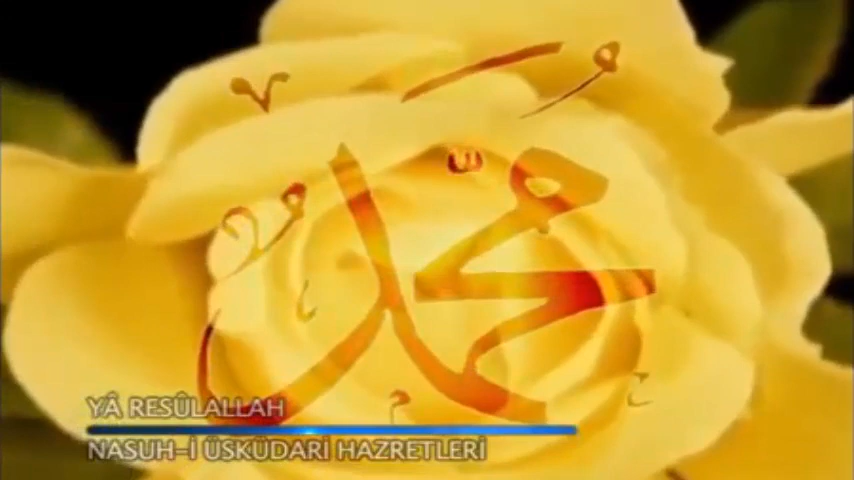 محمد
YÂ RESÛLALLAH
NASUH-İ ÜSKÜDARİ HAZRETLERİ